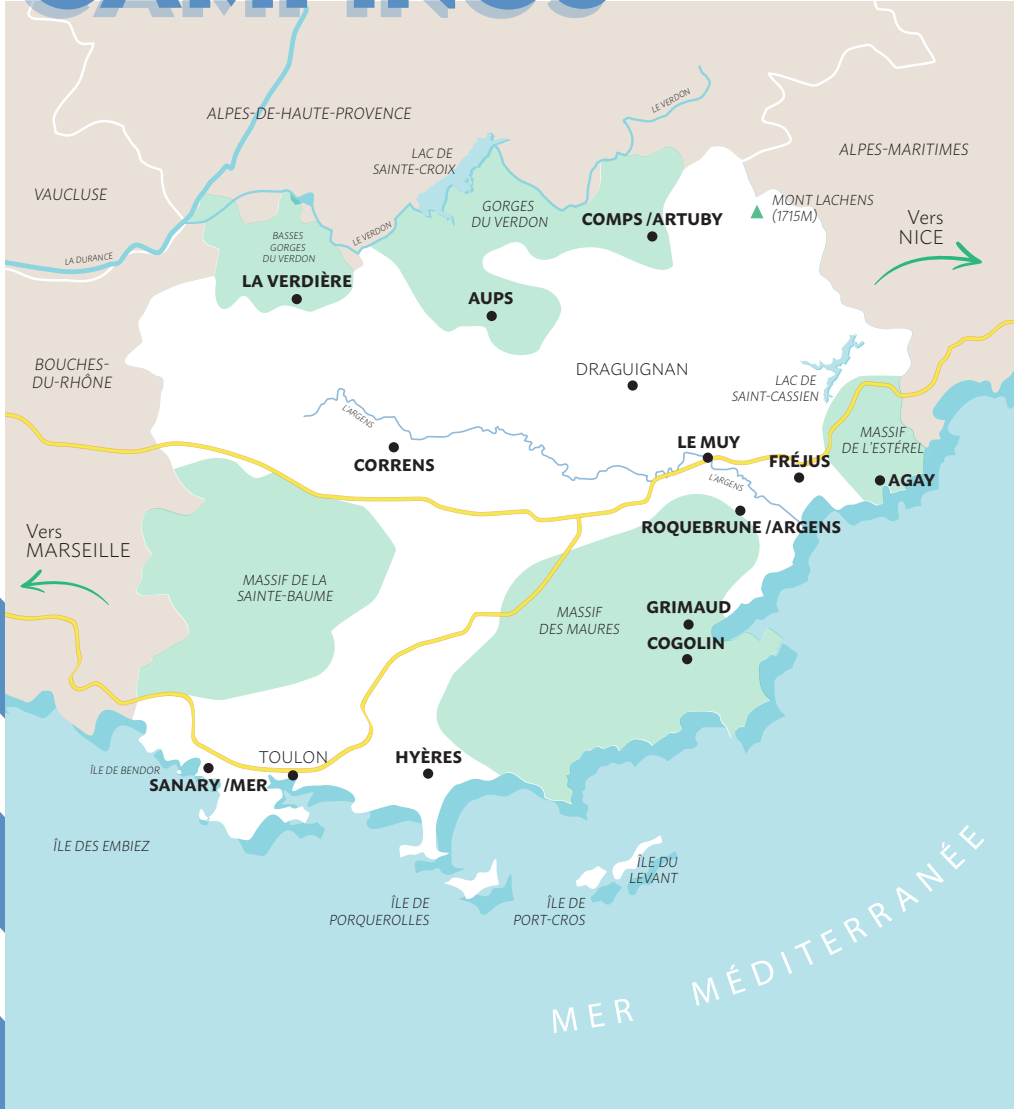 CAMPINGS
ALPES-DE-HAUTE-PROVENCE
LE VERDON
LAC DE
SAINTE-CROIX
ALPES-MARITIMES
VAUCLUSE
MONT LACHENS
(1715M)
GORGES
DU VERDON
COMPS /ARTUBY
Vers
NICE
BASSES
GORGES
DU VERDON
LE VERDON
LA DURANCE
LA VERDIÈRE
AUPS
BOUCHES-
DU-RHÔNE
DRAGUIGNAN
LAC DE
SAINT-CASSIEN
L'ARGENS
MASSIF
DE L'ESTÉREL
LE MUY
CORRENS
FRÉJUS
L'ARGENS
AGAY
ROQUEBRUNE /ARGENS
Vers
MARSEILLE
MASSIF DE LA
SAINTE-BAUME
MASSIF
DES MAURES
GRIMAUD
COGOLIN
TOULON
HYÈRES
ÎLE DE BENDOR
SANARY /MER
ÎLE DES EMBIEZ
ÎLE DU
LEVANT
ÎLE DE
PORQUEROLLES
ÎLE DE
PORT-CROS
MER MÉDITERRANÉE